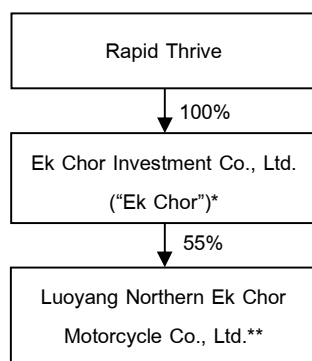 Rapid Thrive
100%
Ek Chor Investment Co., Ltd.
(“Ek Chor”)*
55%
Luoyang Northern Ek Chor
Motorcycle Co., Ltd.**